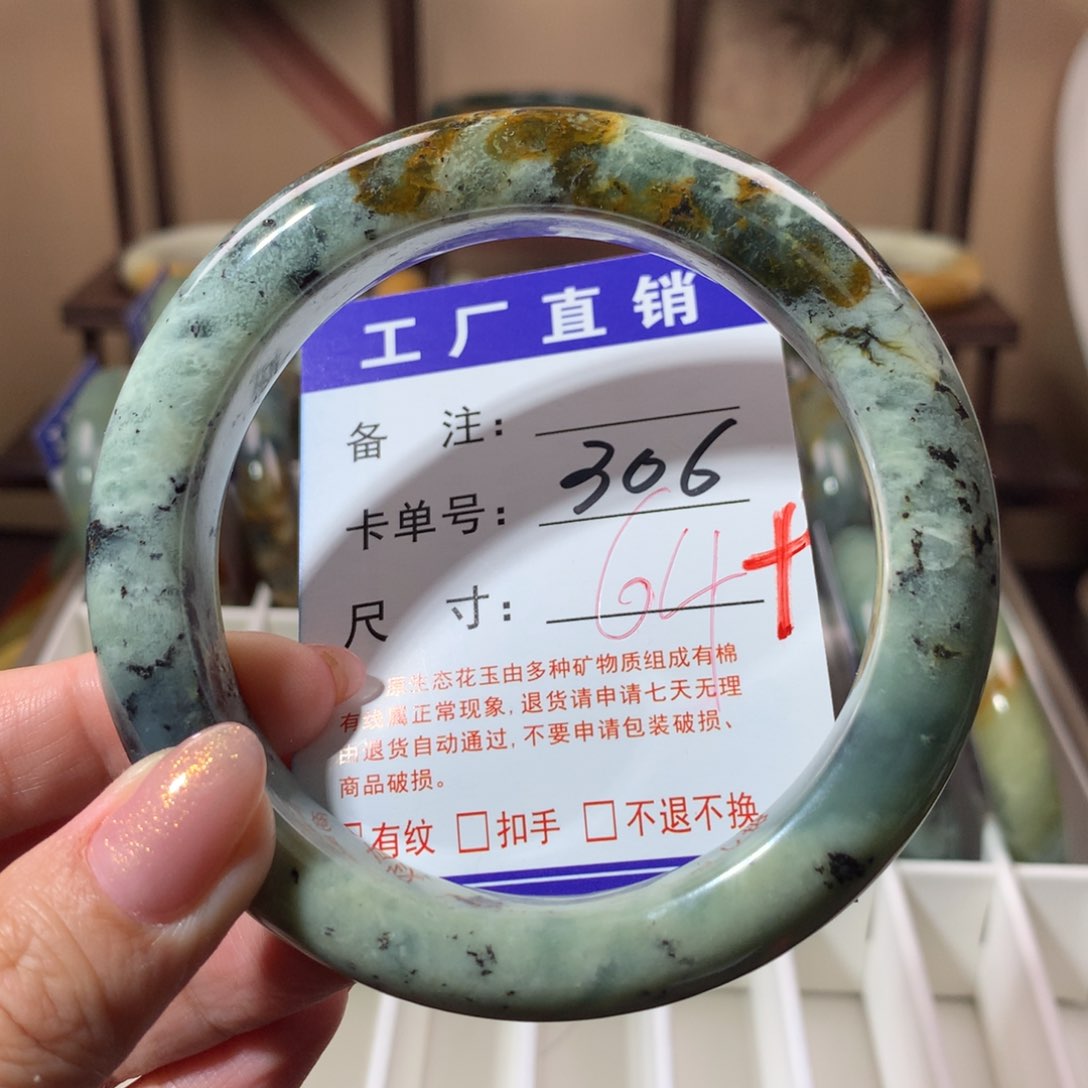 工厂直销
备 注：
卡单号：306
尺 寸：64+
原生态花玉由多种矿物质组成有棉
有纹属正常现象，退货请申请七天无理
由退货自动通过，不要申请包装破损、
商品破损。
□有纹 □扣手 □不退不换